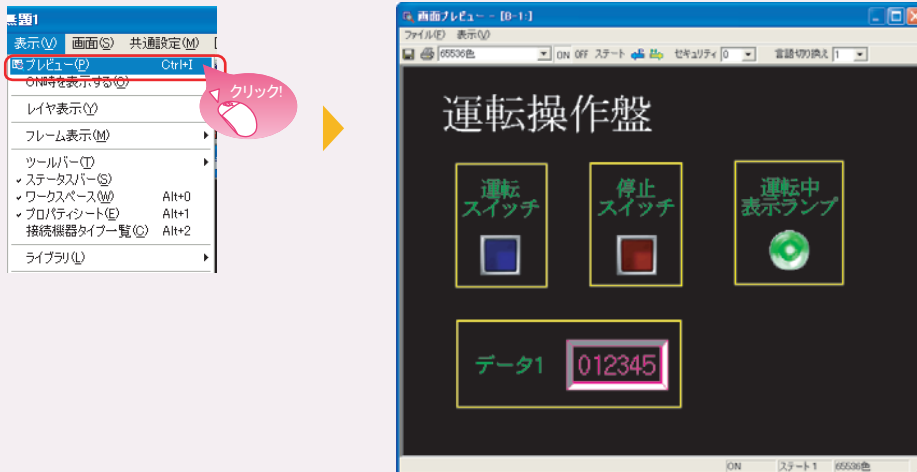 無題1
表示(V) 画面(S) 共通設定(M)
プレビュー(P) Ctrl+I
ON時を表示する(O)
レイヤ表示(Y)
フレーム表示(M)
ツールバー(T)
ステータスバー(S)
ワークスペース(W) Alt+0
プロパティシート(E) Alt+1
接続機器タイプ一覧(C) Alt+2
ライブラリ(L)
クリック!
画面プレビュー - [B-1:]
ファイル(F) 表示(V)
65536色 ON OFF ステート セキュリティ 0 言語切り換え 1
運転操作盤
運転
スイッチ
停止
スイッチ
運転中
表示ランプ
データ1 012345
ON ステート 1 65536色